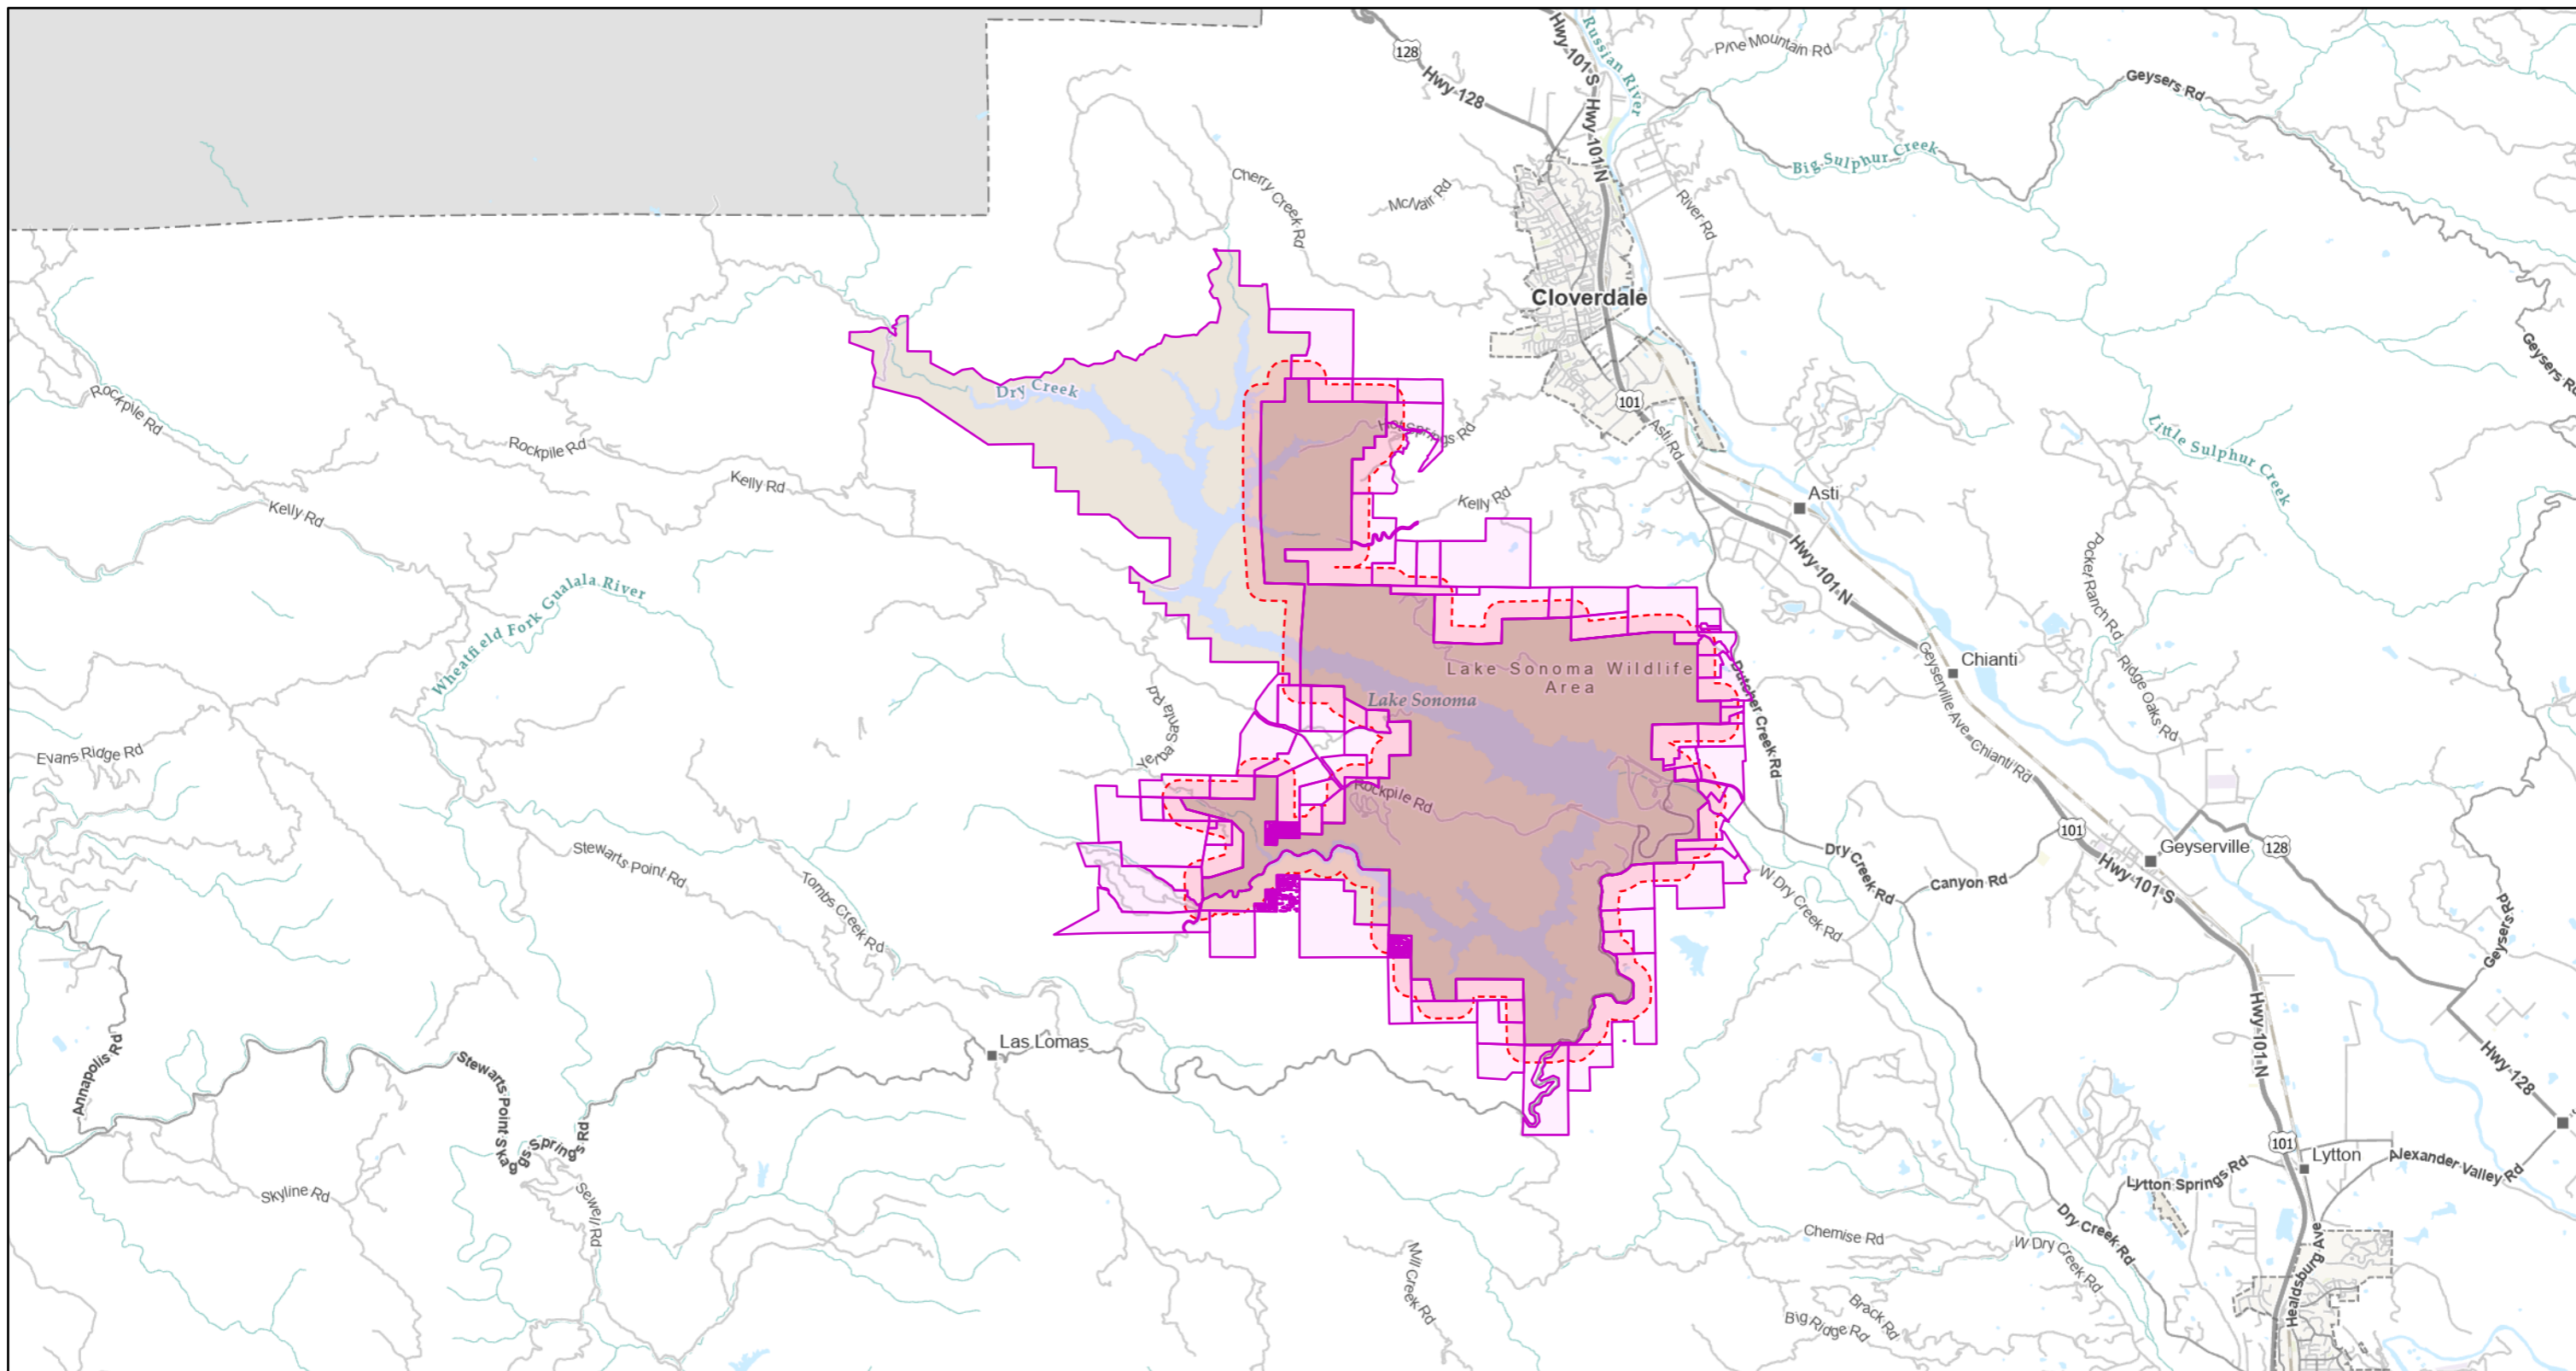 128
Hwy-128
Hwy-101-S
Hwy-101-N
Russian River
Pine Mountain Rd
Geysers Rd
Big Sulphur Creek
Cherry Creek Rd
McNair Rd
River Rd
Cloverdale
Geysers Rd
Dry Creek
101
Rockpile Rd
Rockpile Rd
Hot Springs Rd
Asti Rd
Little Sulphur Creek
Kelly Rd
Kelly Rd
Kelly Rd
Asti
Hwy-101-N
Wheatfield Fork Gualala River
Pocket Ranch Rd
Chianti
Lake Sonoma Wildlife
Area
Lake Sonoma
Dutcher Creek Rd
Geyserville Ave
Chianti Rd
Ridge Oaks Rd
Yerba Santa Rd
Evans Ridge Rd
Rockpile Rd
101
Geyserville
128
Stewarts Point Rd
Tombs Creek Rd
Dry Creek Rd
Canyon Rd
Hwy 101 S
W Dry Creek Rd
Geysers Rd
Las Lomas
Hwy-101-N
Annapolis Rd
Stewarts Point Skaggs Springs Rd
Hwy 128
101
Lytton
Lytton Springs Rd
Alexander Valley Rd
Skyline Rd
Sewell Rd
Chemise Rd
Dry Creek Rd
W Dry Creek Rd
Mill Creek Rd
Brack Rd
Big Ridge Rd
Healdsburg Ave